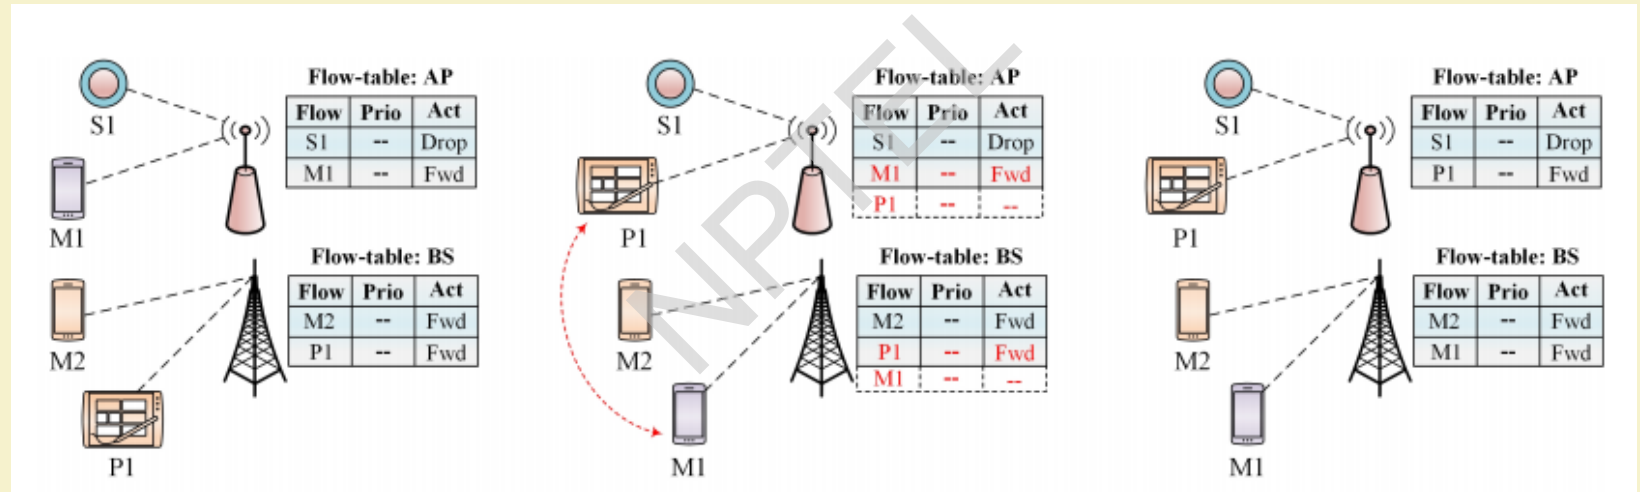 Flow-table: AP
Flow Prio Act
S1 -- Drop
M1 -- Fwd
S1
M1
Flow-table: BS
Flow Prio Act
M2 -- Fwd
P1 -- Fwd
M2
P1
Flow-table: AP
Flow Prio Act
S1 -- Drop
M1 -- Fwd
P1 -- --
S1
P1
Flow-table: BS
Flow Prio Act
M2 -- Fwd
P1 -- Fwd
M1 -- --
M2
M1
NPTEL
Flow-table: AP
Flow Prio Act
S1 -- Drop
P1 -- Fwd
S1
P1
Flow-table: BS
Flow Prio Act
M2 -- Fwd
M1 -- Fwd
M2
M1